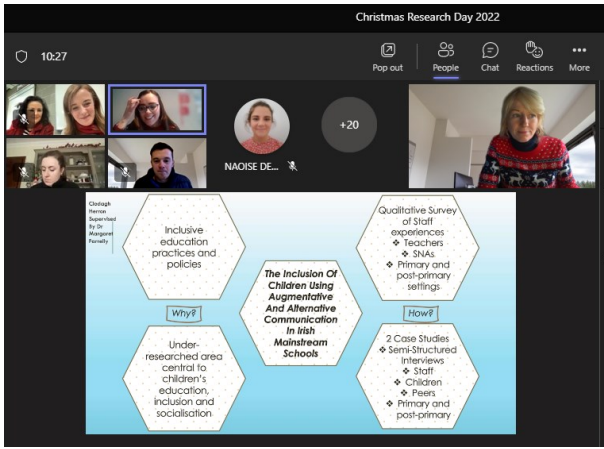 Christmas Research Day 2022
10:27
Pop out
People
Chat
Reactions
More
+20
NAOISE DE...
Clodagh
Herron
Supervised
By Dr
Margaret
Farrelly
Inclusive
education
practices and
policies
Why?
Under-
researched area
central to
children's
education,
inclusion and
socialisation
The Inclusion Of
Children Using
Augmentative
And Alternative
Communication
In Irish
Mainstream
Schools
Qualitative Survey
of Staff
experiences
❖ Teachers
❖ SNAs
❖ Primary and
post-primary
settings
How?
2 Case Studies
❖ Semi-Structured
Interviews
❖ Staff
❖ Children
❖ Peers
❖ Primary and
post-primary